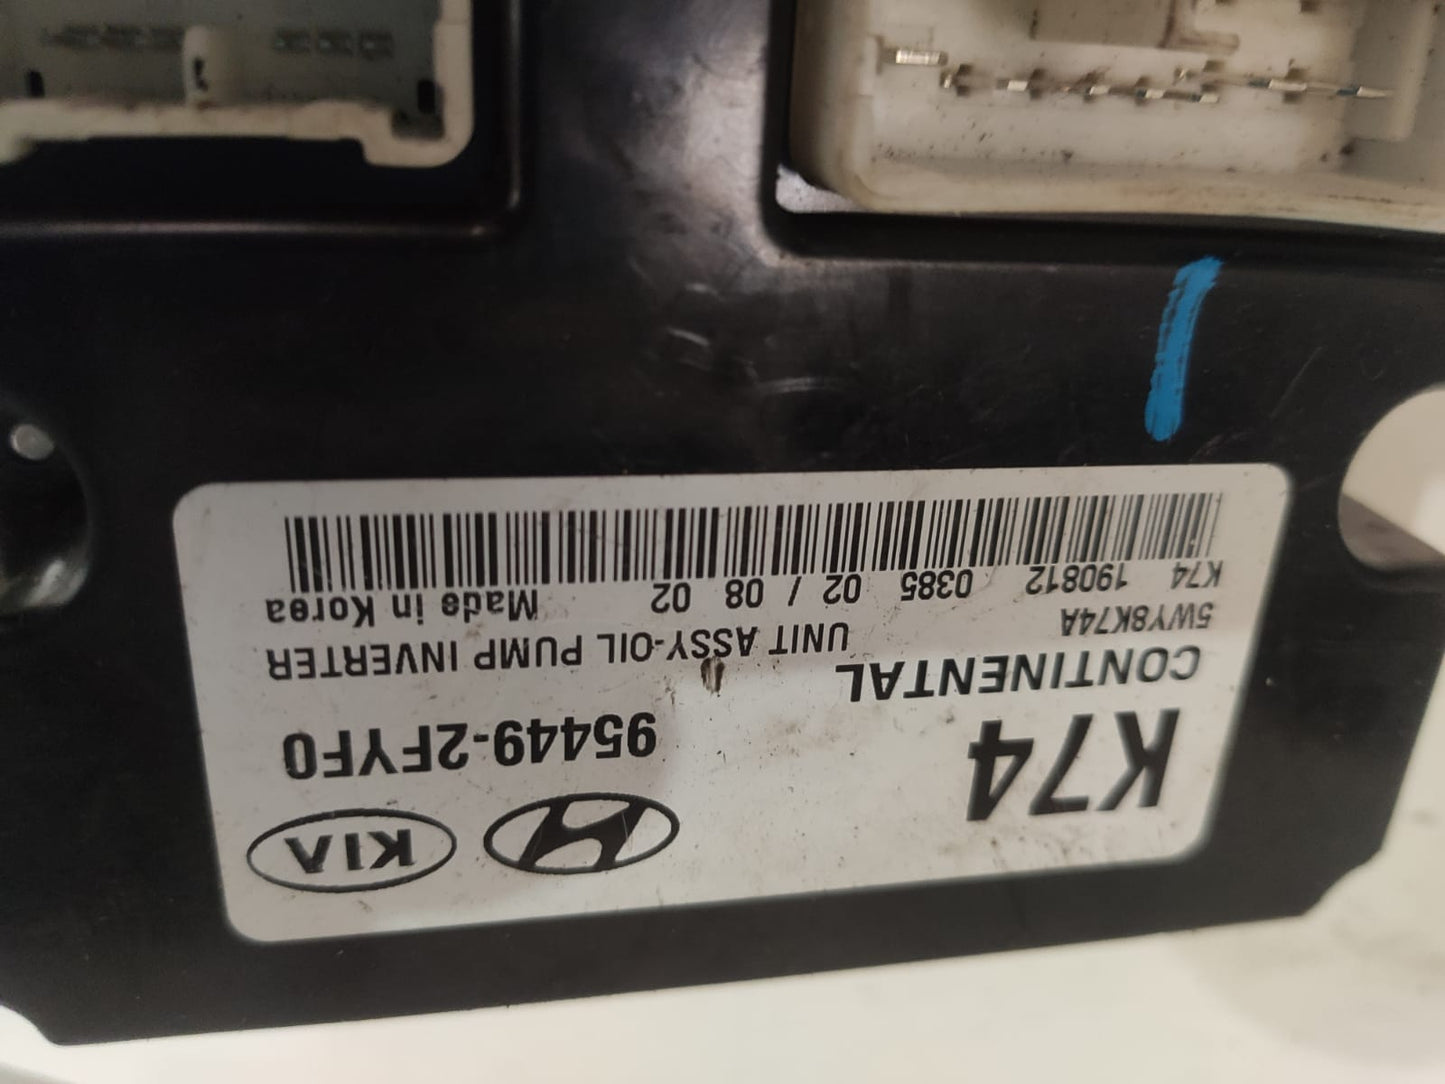 KIA
K74
95449-2FYF0
CONTINENTAL
UNIT ASSY-OIL PUMP INVERTER
5WY8K74A
K74 190812 0385 02 / 08 02 Made in Korea